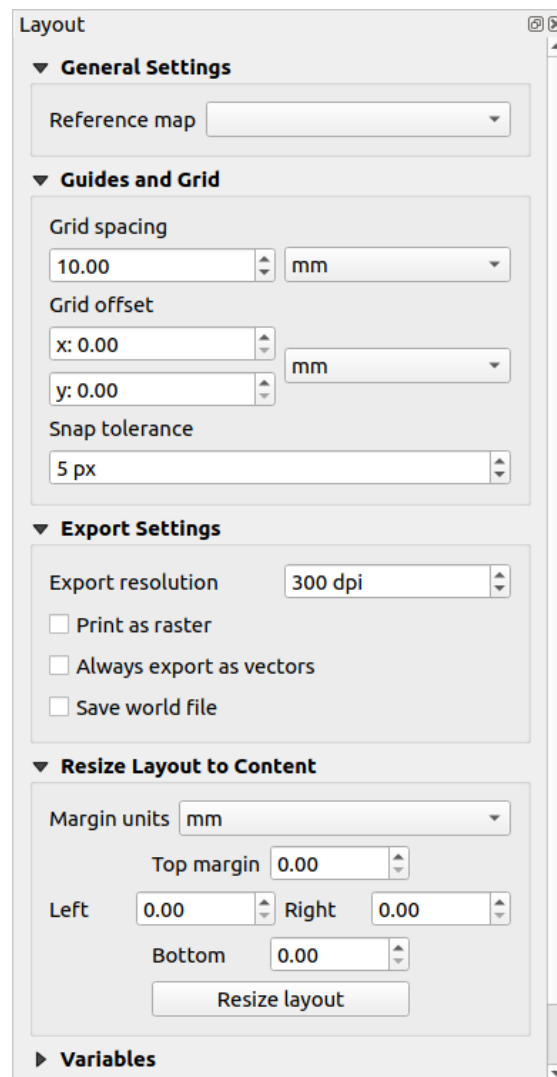 Layout
General Settings
Reference map
Guides and Grid
Grid spacing
10.00 mm
Grid offset
x: 0.00
mm
y: 0.00
Snap tolerance
5 px
Export Settings
Export resolution 300 dpi
Print as raster
Always export as vectors
Save world file
Resize Layout to Content
Margin units mm
Top margin 0.00
Left 0.00 Right 0.00
Bottom 0.00
Resize layout
Variables